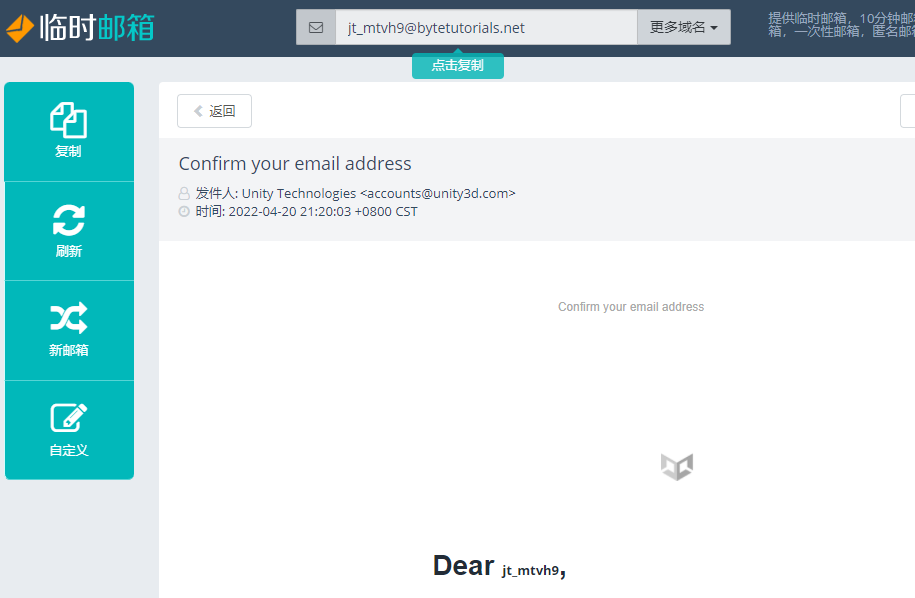 临时邮箱
jt_mtvh9@bytetutorials.net
更多域名
提供临时邮箱，10分钟邮
箱，一次性邮箱，匿名邮
点击复制
复制
刷新
新邮箱
自定义
返回
Confirm your email address
发件人: Unity Technologies <accounts@unity3d.com>
时间: 2022-04-20 21:20:03 +0800 CST
Confirm your email address
Dear jt_mtvh9,